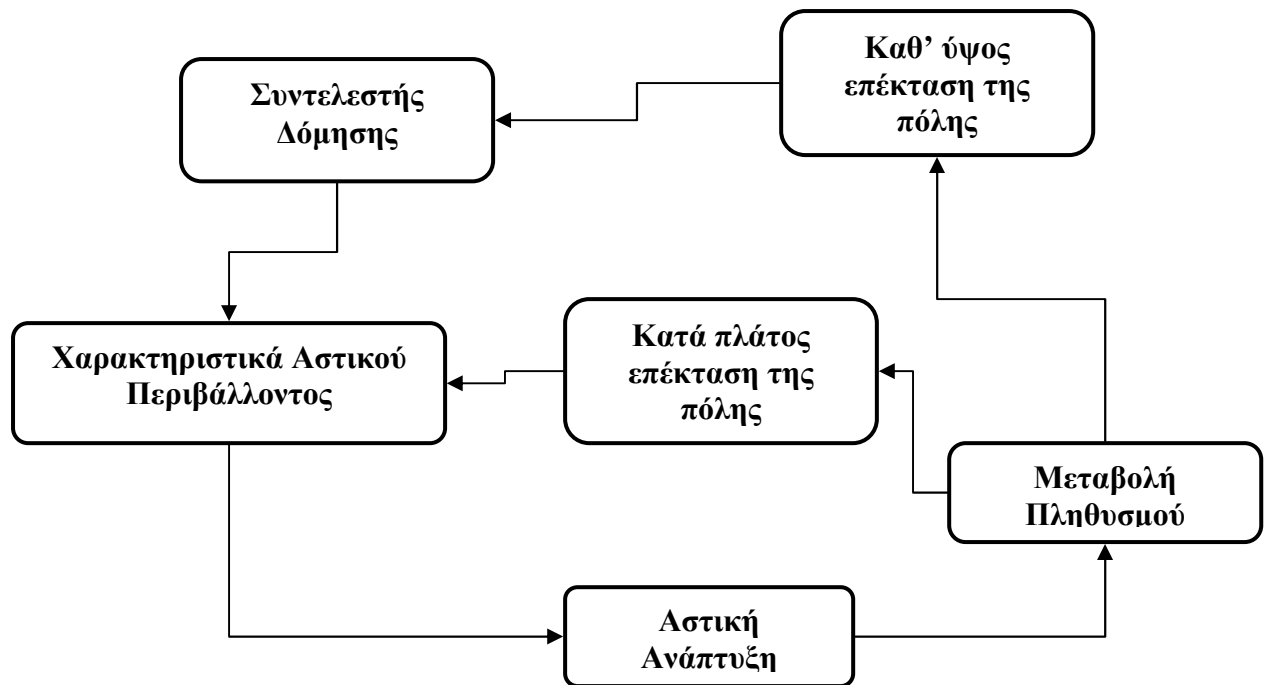 Καθ’ ύψος
επέκταση της
πόλης
Συντελεστής
Δόμησης
Κατά πλάτος
επέκταση της
πόλης
Χαρακτηριστικά Αστικού
Περιβάλλοντος
Μεταβολή
Πληθυσμού
Αστική
Ανάπτυξη